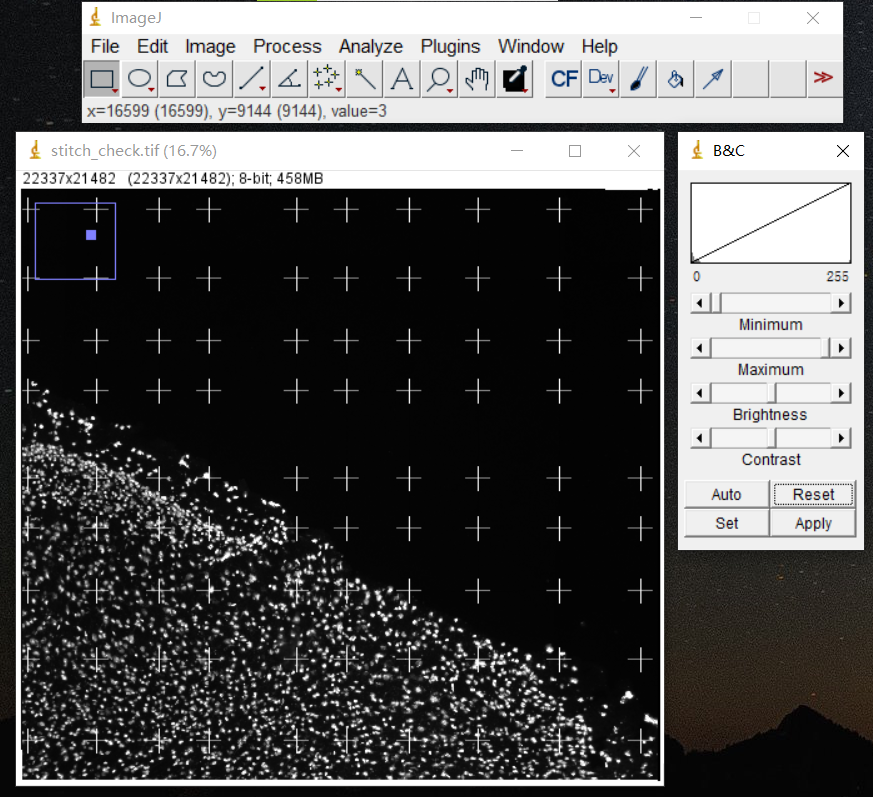 ImageJ
File Edit Image Process Analyze Plugins Window Help
CF Dev
x=16599 (16599), y=9144 (9144), value=3
stitch_check.tif (16.7%)
22337x21482 (22337x21482); 8-bit; 458MB
B&C
0 255
Minimum
Maximum
Brightness
Contrast
Auto Reset
Set Apply